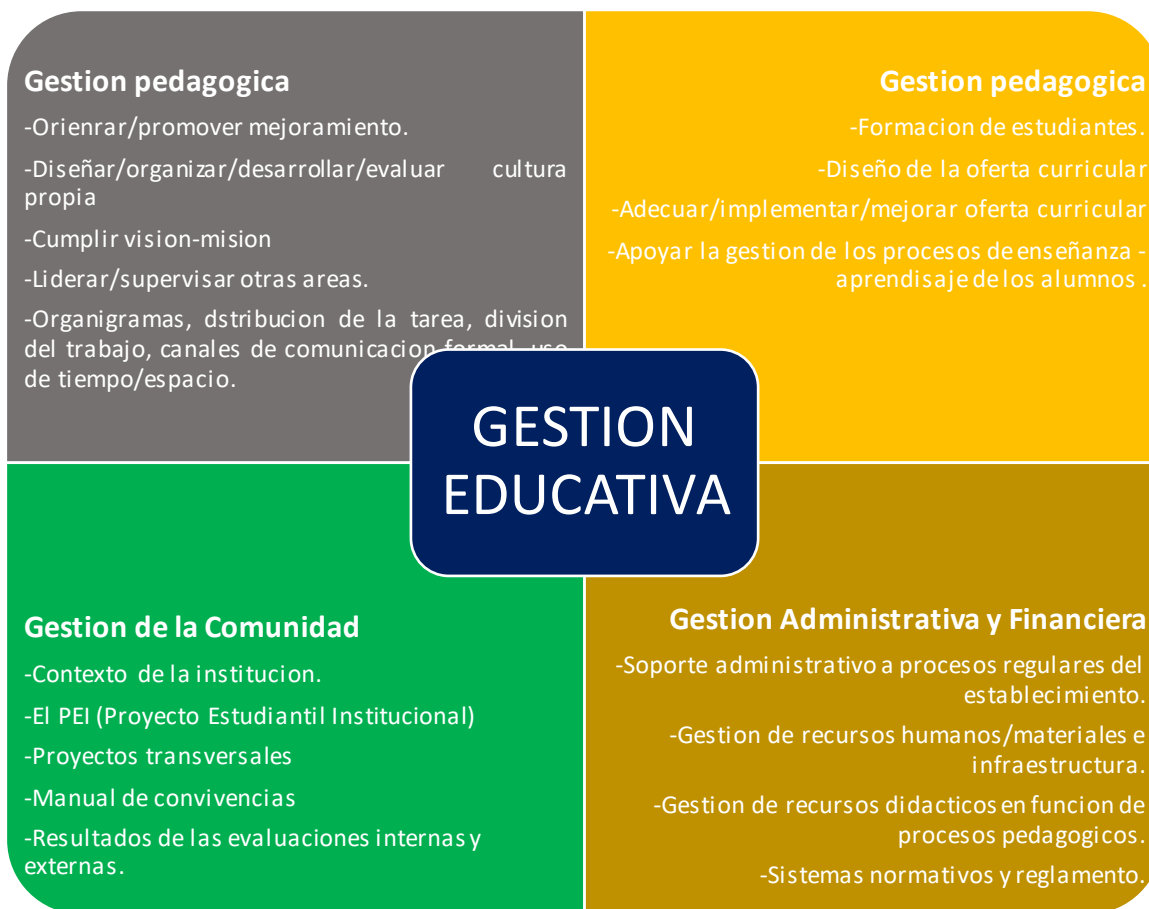 Gestion pedagogica
-Orienrar/promover mejoramiento.
-Diseñar/organizar/desarrollar/evaluar cultura
propia
-Cumplir vision-mision
-Liderar/supervisar otras areas.
-Organigramas, dstribucion de la tarea, division
del trabajo, canales de comunicacion formal, uso
de tiempo/espacio.
Gestion pedagogica
-Formacion de estudiantes.
-Diseño de la oferta curricular
-Adecuar/implementar/mejorar oferta curricular
-Apoyar la gestion de los procesos de enseñanza -
aprendisaje de los alumnos .
GESTION
EDUCATIVA
Gestion de la Comunidad
-Contexto de la institucion.
-El PEI (Proyecto Estudiantil Institucional)
-Proyectos transversales
-Manual de convivencias
-Resultados de las evaluaciones internas y
externas.
Gestion Administrativa y Financiera
-Soporte administrativo a procesos regulares del
establecimiento.
-Gestion de recursos humanos/materiales e
infraestructura.
-Gestion de recursos didacticos en funcion de
procesos pedagogicos.
-Sistemas normativos y reglamento.